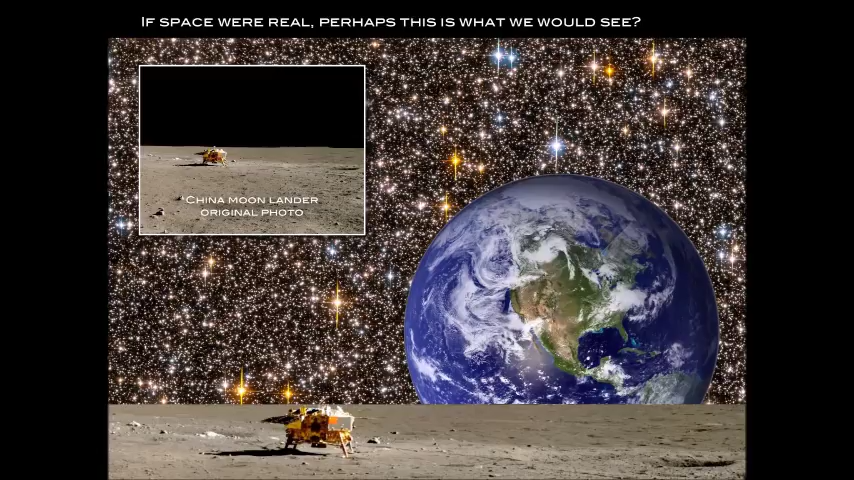 If space were real, perhaps this is what we would see?
*China moon lander
original photo